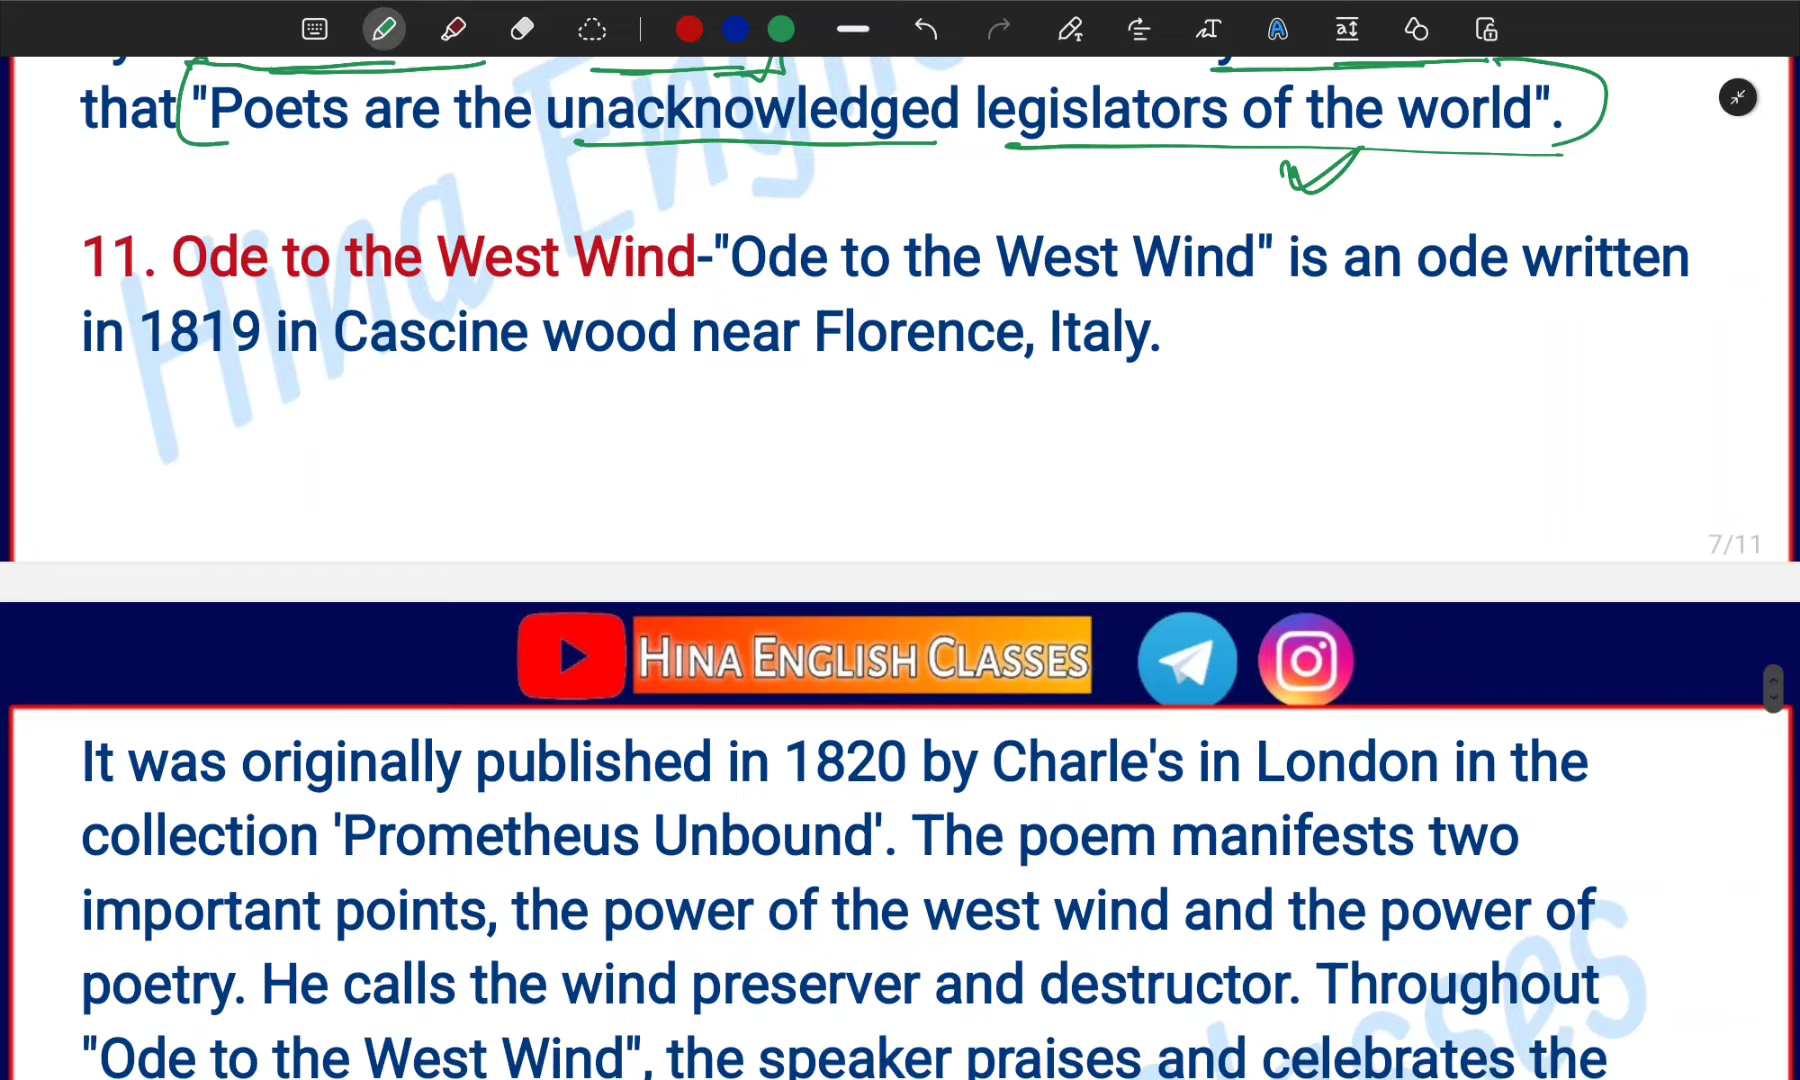 that "Poets are the unacknowledged legislators of the world".
11. Ode to the West Wind-"Ode to the West Wind" is an ode written
in 1819 in Cascine wood near Florence, Italy.
7/11
HINA ENGLISH CLASSES
It was originally published in 1820 by Charle's in London in the
collection 'Prometheus Unbound'. The poem manifests two
important points, the power of the west wind and the power of
poetry. He calls the wind preserver and destructor. Throughout
"Ode to the West Wind", the speaker praises and celebrates the
Hina Englis
lasses